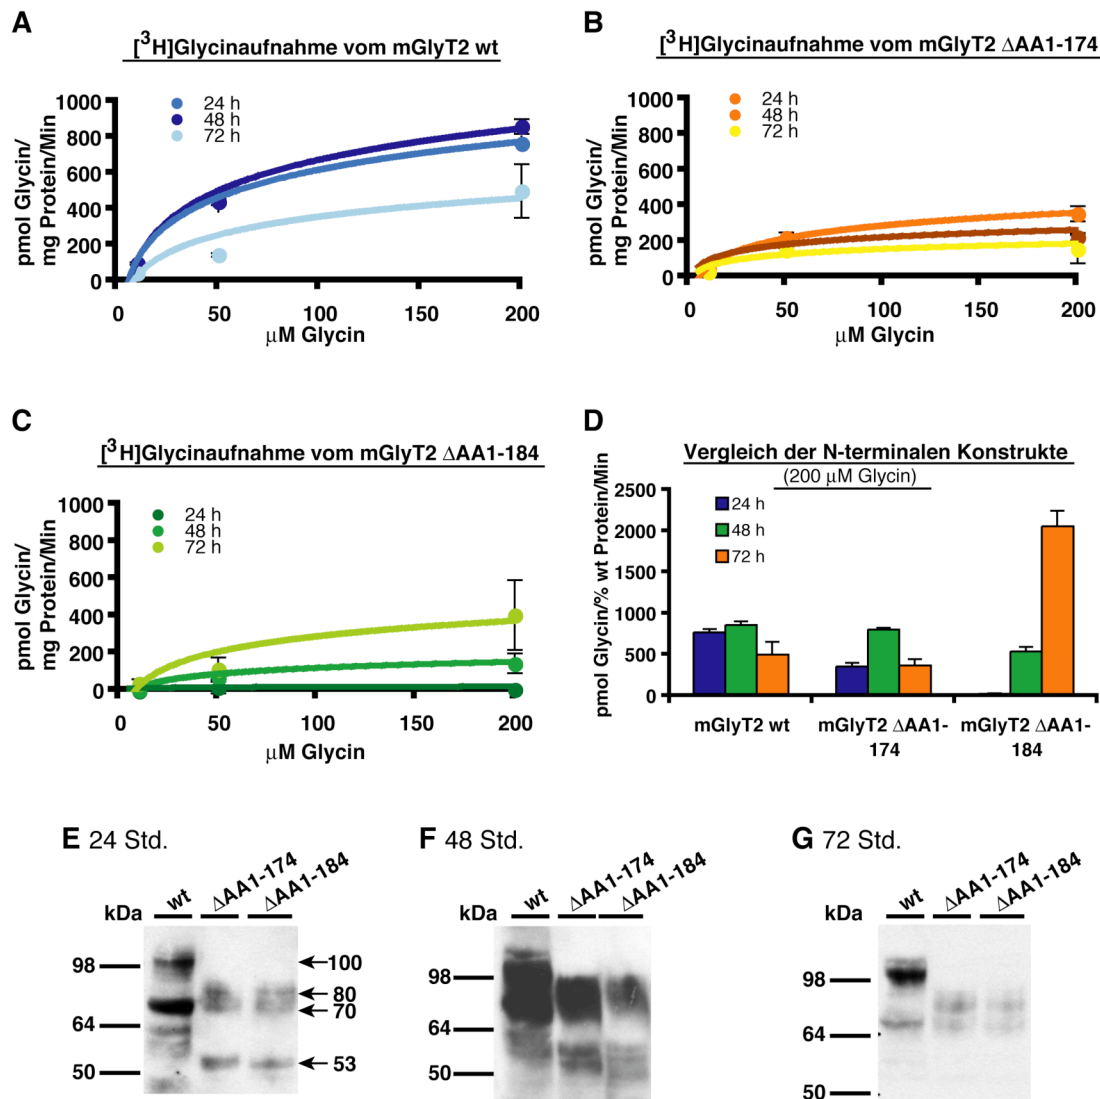 A
[³H]Glycinaufnahme vom mGlyT2 wt
1000
800
600
400
200
0
pmol Glycin/
mg Protein/Min
24 h
48 h
72 h
0 50 100 150 200
µM Glycin
B
[³H]Glycinaufnahme vom mGlyT2 ΔAA1-174
1000
800
600
400
200
0
pmol Glycin/
mg Protein/Min
24 h
48 h
72 h
0 50 100 150 200
µM Glycin
C
[³H]Glycinaufnahme vom mGlyT2 ΔAA1-184
1000
800
600
400
200
0
pmol Glycin/
mg Protein/Min
24 h
48 h
72 h
0 50 100 150 200
µM Glycin
D
Vergleich der N-terminalen Konstrukte
(200 µM Glycin)
2500
2000
1500
1000
500
0
pmol Glycin/% wt Protein/Min
24 h
48 h
72 h
mGlyT2 wt
mGlyT2 ΔAA1-
174
mGlyT2 ΔAA1-
184
E 24 Std.
kDa
wt
ΔAA1-174
ΔAA1-184
98
64
50
100
80
70
53
F 48 Std.
kDa
wt
ΔAA1-174
ΔAA1-184
98
64
50
G 72 Std.
kDa
wt
ΔAA1-174
ΔAA1-184
98
64
50